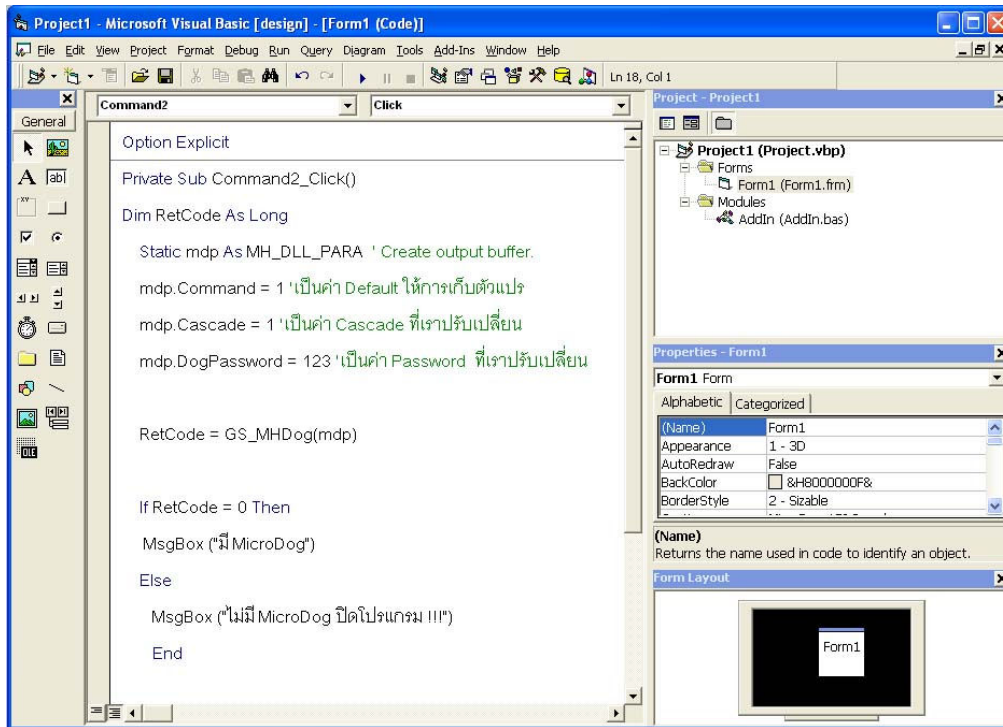 Project1 - Microsoft Visual Basic [design] - [Form1 (Code)]
File Edit View Project Format Debug Run Query Diagram Tools Add-Ins Window Help
Ln 18, Col 1
General
A
abl
XY
OLE
Command2
Click
Option Explicit
Private Sub Command2_Click()
Dim RetCode As Long
Static mdp As MH_DLL_PARA ' Create output buffer.
mdp.Command = 1 'เป็นค่า Default ให้การเก็บตัวแปร
mdp.Cascade = 1 'เป็นค่า Cascade ที่เราปรับเปลี่ยน
mdp.DogPassword = 123 'เป็นค่า Password ที่เราปรับเปลี่ยน
RetCode = GS_MHDog(mdp)
If RetCode = 0 Then
MsgBox ("มี MicroDog")
Else
MsgBox ("ไม่มี MicroDog ปิดโปรแกรม !!!")
End
Project - Project1
Project1 (Project.vbp)
Forms
Form1 (Form1.frm)
Modules
AddIn (AddIn.bas)
Properties - Form1
Form1 Form
Alphabetic Categorized
(Name) Form1
Appearance 1 - 3D
AutoRedraw False
BackColor &H8000000F&
BorderStyle 2 - Sizable
(Name)
Returns the name used in code to identify an object.
Form Layout
Form1